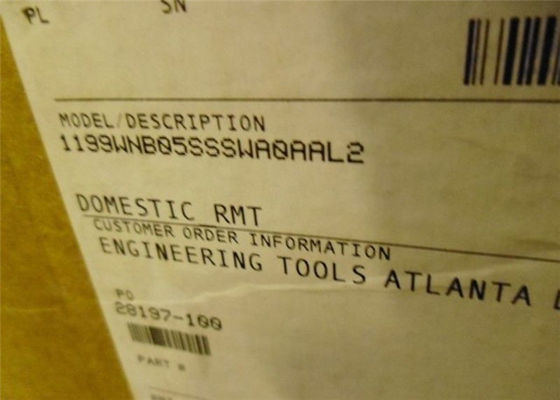 PL SN
MODEL/DESCRIPTION
1199WNB05SSSWA0AAL2
DOMESTIC RMT
CUSTOMER ORDER INFORMATION
ENGINEERING TOOLS ATLANTA
PO
28197-100
PART #